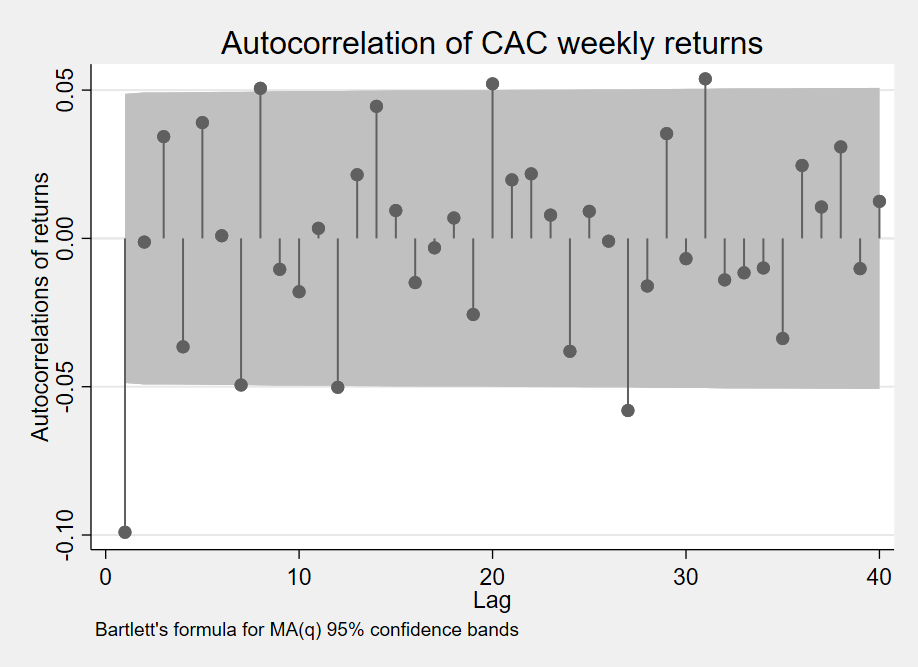 Autocorrelation of CAC weekly returns
Autocorrelations of returns
0.05
0.00
-0.05
-0.10
0 10 20 30 40
Lag
Bartlett's formula for MA(q) 95% confidence bands